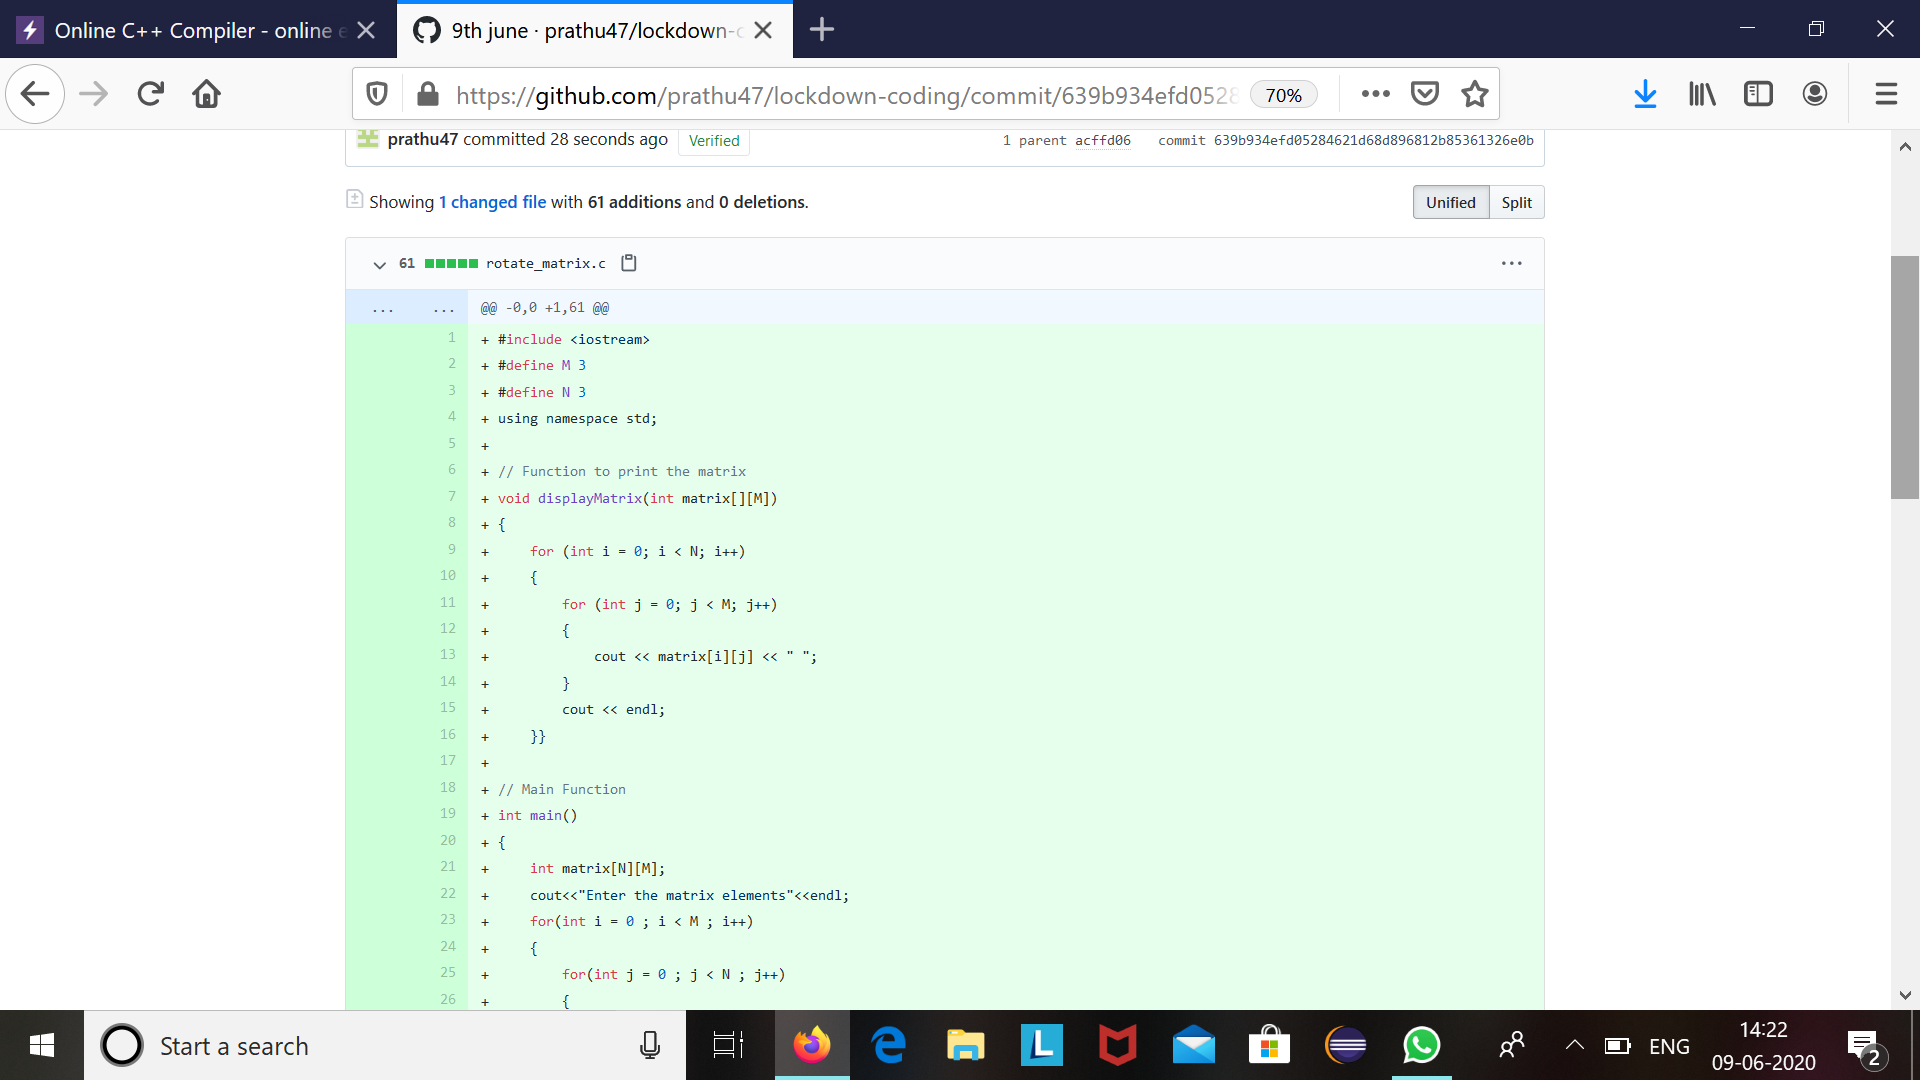 Online C++ Compiler - online e
9th june · prathu47/lockdown-c
https://github.com/prathu47/lockdown-coding/commit/639b934efd0528
70%
prathu47 committed 28 seconds ago
Verified
1 parent acffd06 commit 639b934efd05284621d68d896812b85361326e0b
Showing 1 changed file with 61 additions and 0 deletions.
Unified Split
61 rotate_matrix.c
... ... @@ -0,0 +1,61 @@
1 + #include <iostream>
2 + #define M 3
3 + #define N 3
4 + using namespace std;
5 +
6 + // Function to print the matrix
7 + void displayMatrix(int matrix[][M])
8 + {
9 +     for (int i = 0; i < N; i++)
10 +     {
11 +         for (int j = 0; j < M; j++)
12 +         {
13 +             cout << matrix[i][j] << " ";
14 +         }
15 +         cout << endl;
16 +     }}
17 +
18 + // Main Function
19 + int main()
20 + {
21 +     int matrix[N][M];
22 +     cout<<"Enter the matrix elements"<<endl;
23 +     for(int i = 0 ; i < M ; i++)
24 +     {
25 +         for(int j = 0 ; j < N ; j++)
26 +         {
Start a search
L
ENG
14:22
09-06-2020
2